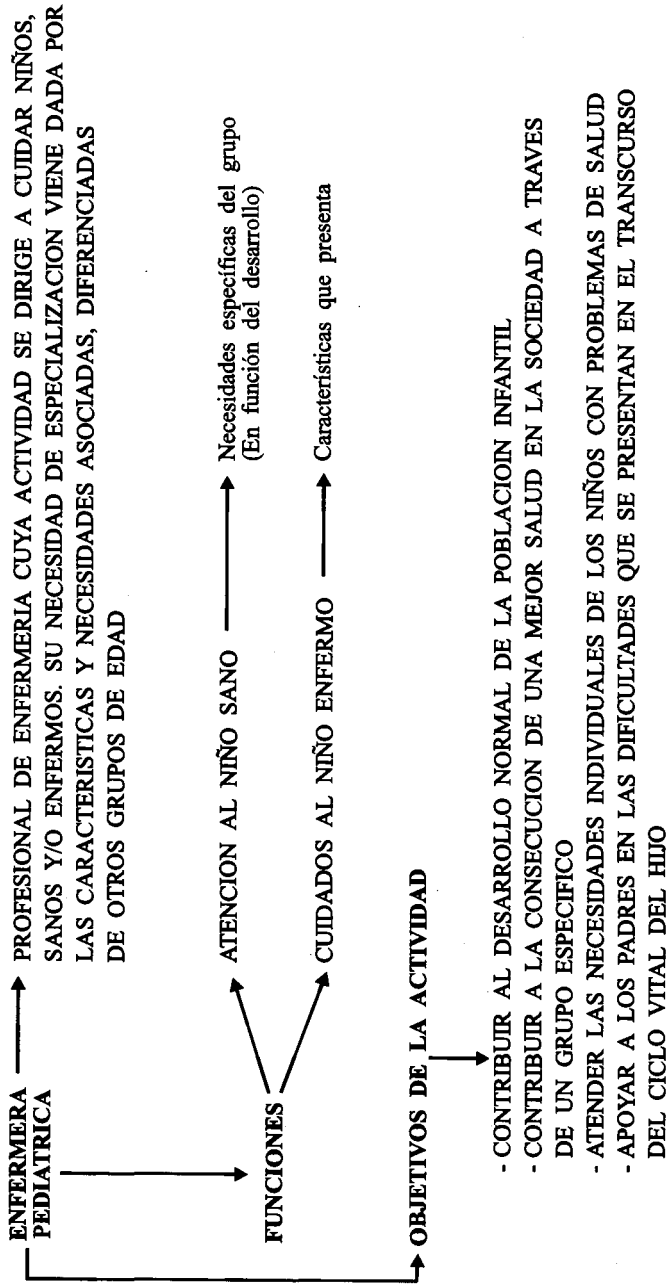 ENFERMERA
PEDIATRICA
PROFESIONAL DE ENFERMERIA CUYA ACTIVIDAD SE DIRIGE A CUIDAR NIÑOS,
SANOS Y/O ENFERMOS. SU NECESIDAD DE ESPECIALIZACION VIENE DADA POR
LAS CARACTERISTICAS Y NECESIDADES ASOCIADAS, DIFERENCIADAS
DE OTROS GRUPOS DE EDAD
FUNCIONES
ATENCION AL NIÑO SANO
Necesidades específicas del grupo
(En función del desarrollo)
CUIDADOS AL NIÑO ENFERMO
Características que presenta
OBJETIVOS DE LA ACTIVIDAD
- CONTRIBUIR AL DESARROLLO NORMAL DE LA POBLACIOIN INFANTIL
- CONTRIBUIR A LA CONSECUCION DE UNA MEJOR SALUD EN LA SOCIEDAD A TRAVES
DE UN GRUPO ESPECIFICO
- ATENDER LAS NECESIDADES INDIVIDUALES DE LOS NIÑOS CON PROBLEMAS DE SALUD
- APOYAR A LOS PADRES EN LAS DIFICULTADES QUE SE PRESENTAN EN EL TRANSCURSO
DEL CICLO VITAL DEL HIJO